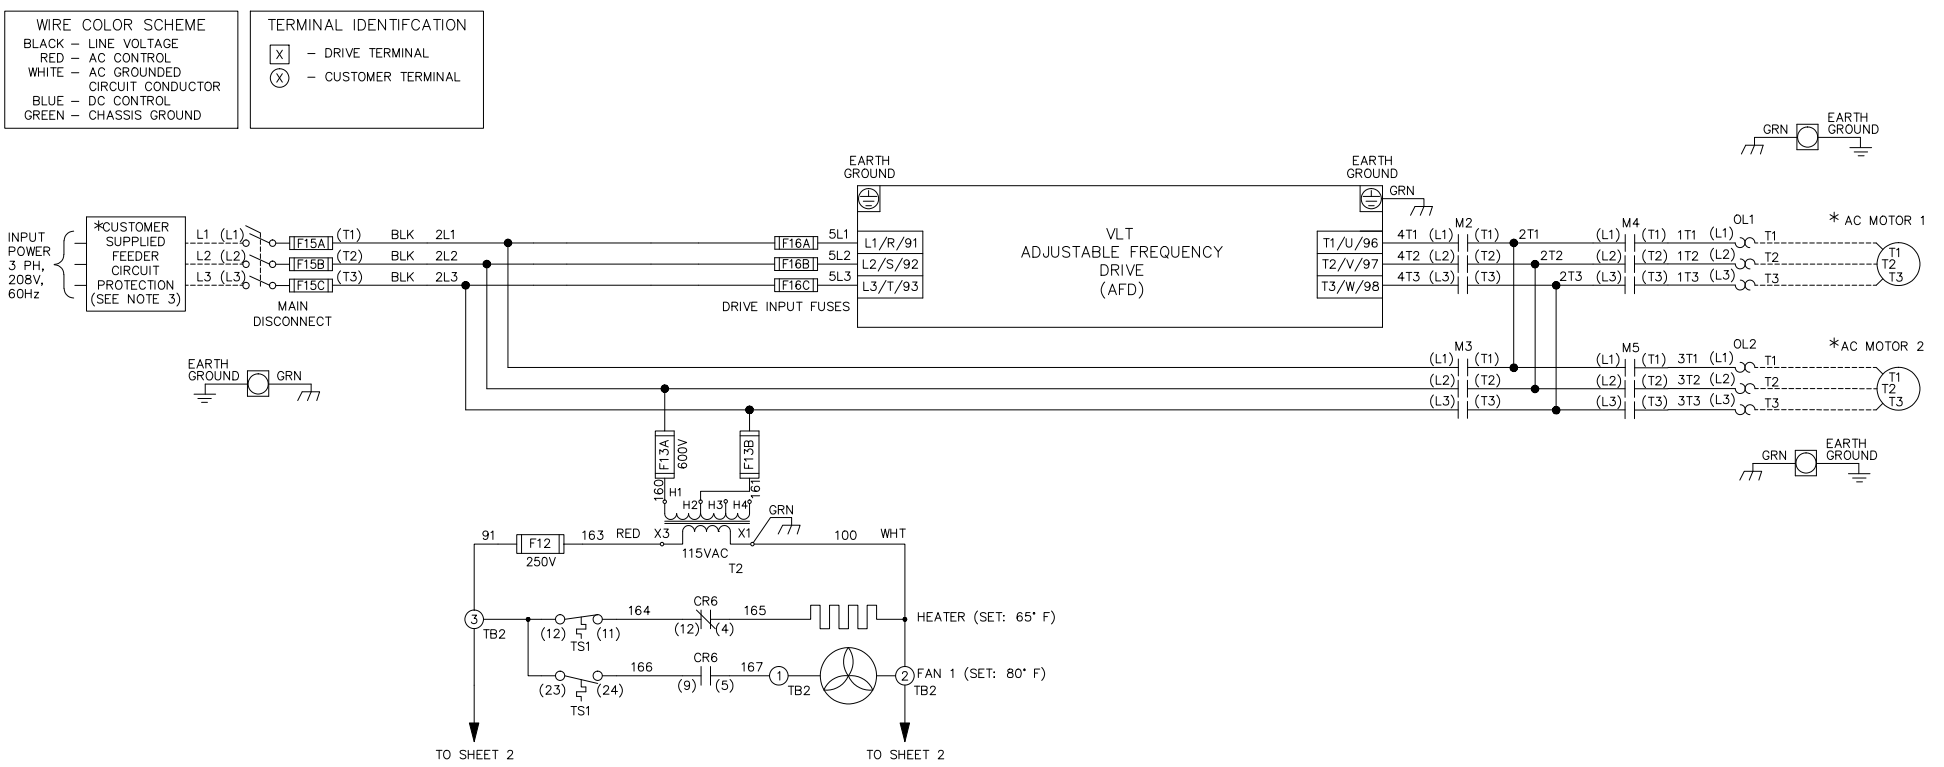 WIRE COLOR SCHEME
BLACK – LINE VOLTAGE
RED – AC CONTROL
WHITE – AC GROUNDED
CIRCUIT CONDUCTOR
BLUE – DC CONTROL
GREEN – CHASSIS GROUND
TERMINAL IDENTIFCATION
X – DRIVE TERMINAL
X – CUSTOMER TERMINAL
INPUT
POWER
3 PH,
208V,
60Hz
*CUSTOMER
SUPPLIED
FEEDER
CIRCUIT
PROTECTION
(SEE NOTE 3)
L1 (L1) F15A (T1) BLK 2L1 F16A 5L1
L2 (L2) F15B (T2) BLK 2L2 F16B 5L2
L3 (L3) F15C (T3) BLK 2L3 F16C 5L3
MAIN
DISCONNECT
DRIVE INPUT FUSES
EARTH
GROUND
GRN
EARTH
GROUND
L1/R/91
L2/S/92
L3/T/93
VLT
ADJUSTABLE FREQUENCY
DRIVE
(AFD)
EARTH
GROUND
GRN
T1/U/96
T2/V/97
T3/W/98
GRN
EARTH
GROUND
M2 M4 OL1
* AC MOTOR 1
4T1 (L1) (T1) 2T1 (L1) (T1) 1T1 (L1) T1
4T2 (L2) (T2) 2T2 (L2) (T2) 1T2 (L2) T2
4T3 (L3) (T3) 2T3 (L3) (T3) 1T3 (L3) T3
T1
T2
T3
M3 M5 OL2
* AC MOTOR 2
(L1) (T1) (L1) (T1) 3T1 (L1) T1
(L2) (T2) (L2) (T2) 3T2 (L2) T2
(L3) (T3) (L3) (T3) 3T3 (L3) T3
T1
T2
T3
GRN
EARTH
GROUND
F13A
600V
F13B
160
161
H1
H2 H3 H4
GRN
91 F12 163 RED X3 X1 100 WHT
250V
115VAC
T2
3
TB2
164 CR6 165
(12) (11) (12) (4)
TS1
HEATER (SET: 65° F)
166 CR6 167
(23) (24) (9) (5)
TS1
1
TB2
2
TB2
FAN 1 (SET: 80° F)
TO SHEET 2
TO SHEET 2